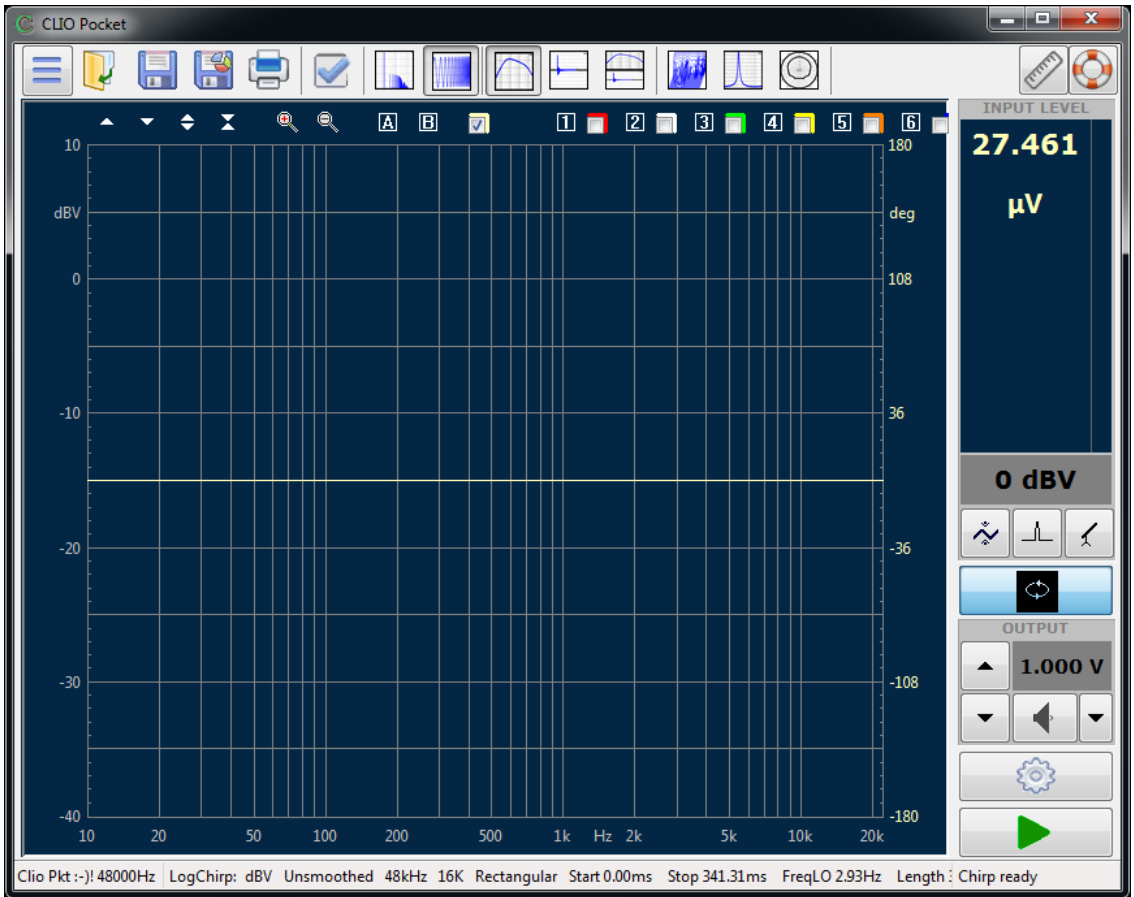 CLIO Pocket
INPUT LEVEL
27.461
µV
A B 1 2 3 4 5 6
10 180
dBV deg
0 108
-10 36
-20 -36
-30 -108
-40 -180
10 20 50 100 200 500 1k Hz 2k 5k 10k 20k
0 dBV
OUTPUT
1.000 V
Clio Pkt :-)! 48000Hz LogChirp: dBV Unsmoothed 48kHz 16K Rectangular Start 0.00ms Stop 341.31ms FreqLO 2.93Hz Length Chirp ready